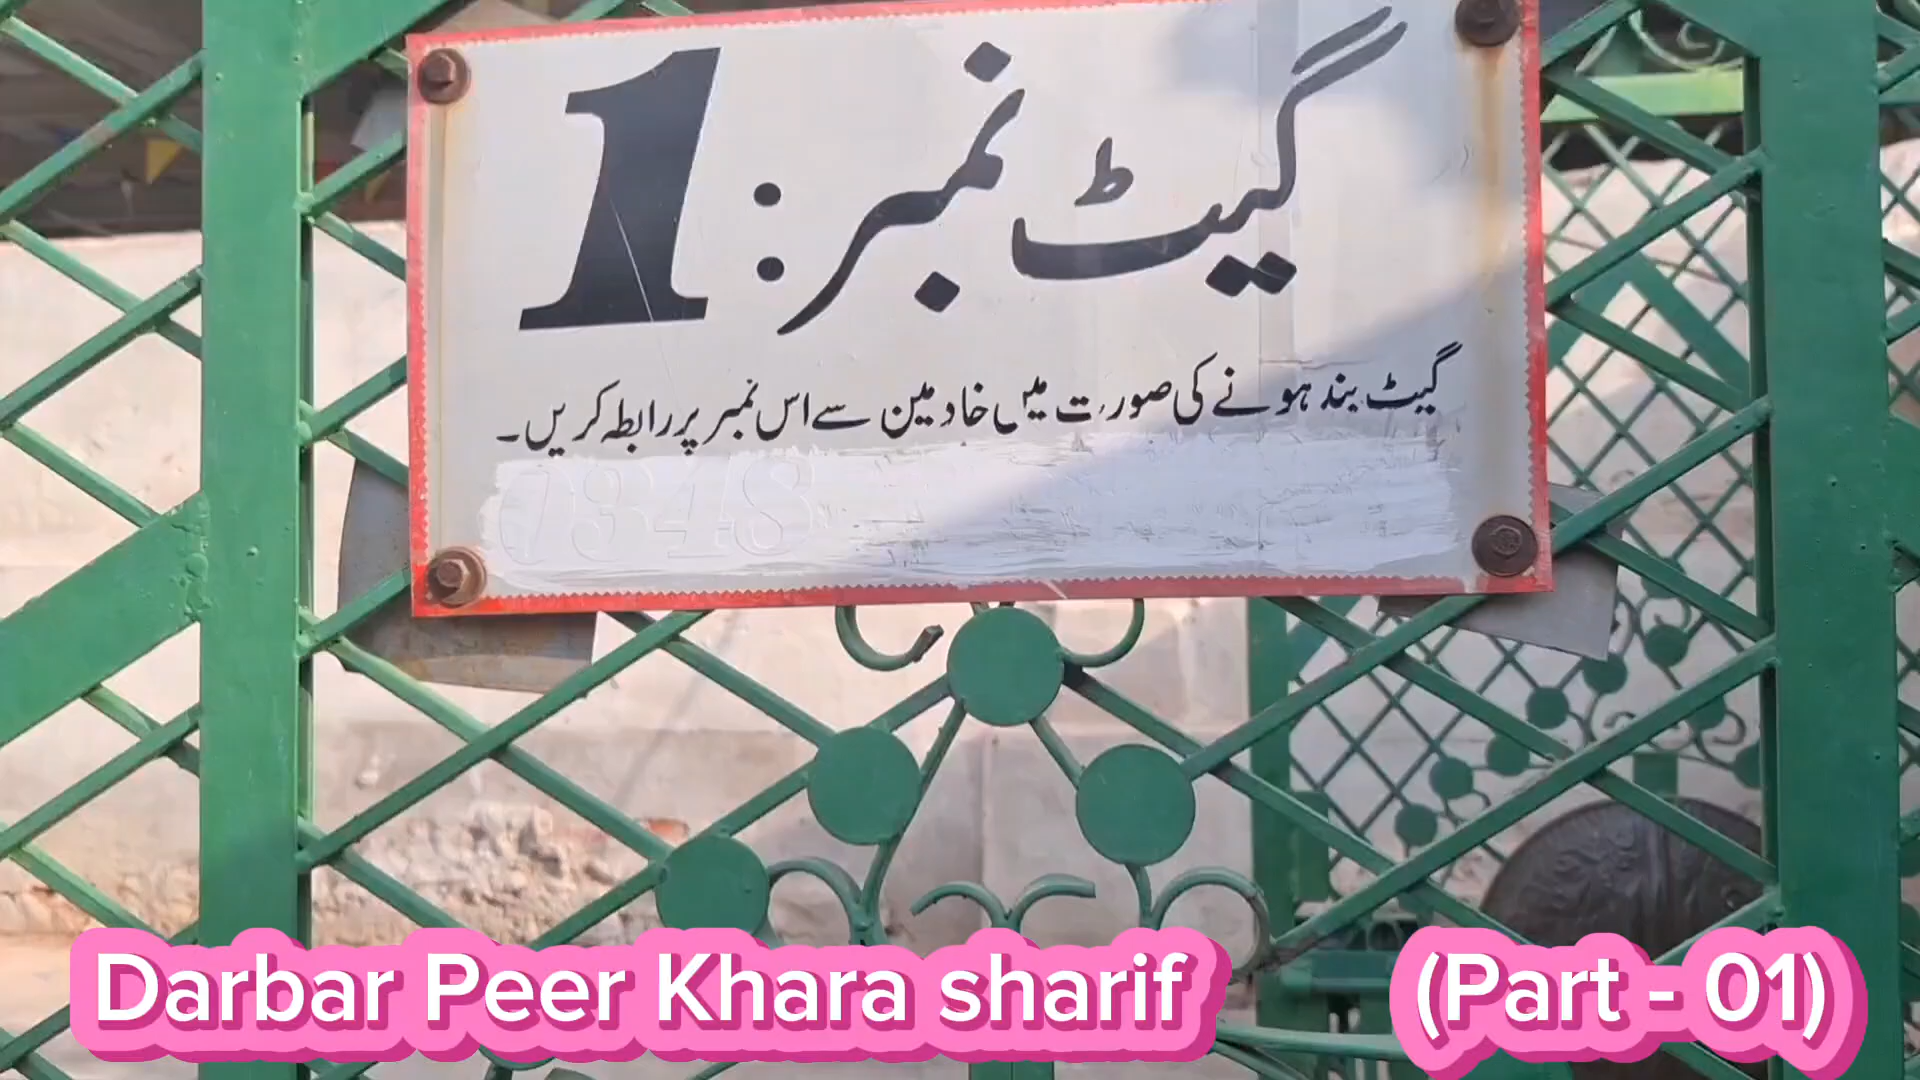 گیٹ نمبر : 1
گیٹ بند ہونے کی صورت میں خادمین سے اس نمبر پر رابطہ کریں۔
Darbar Peer Khara sharif (Part - 01)